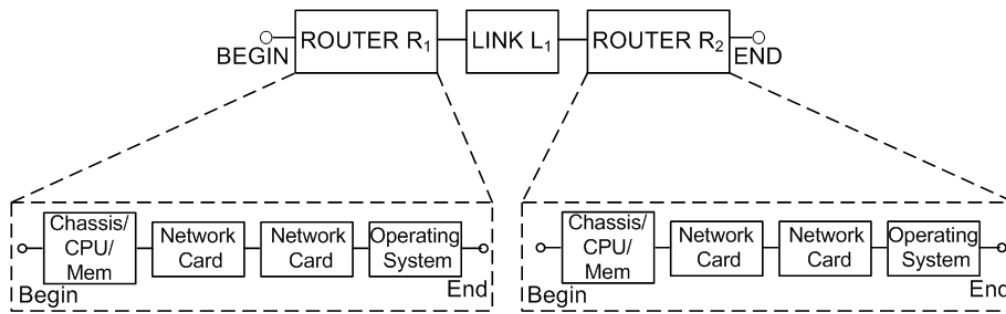 ROUTER R₁
LINK L₁
ROUTER R₂
BEGIN
END
Chassis/
CPU/
Mem
Network
Card
Network
Card
Operating
System
Begin
End
Chassis/
CPU/
Mem
Network
Card
Network
Card
Operating
System
Begin
End